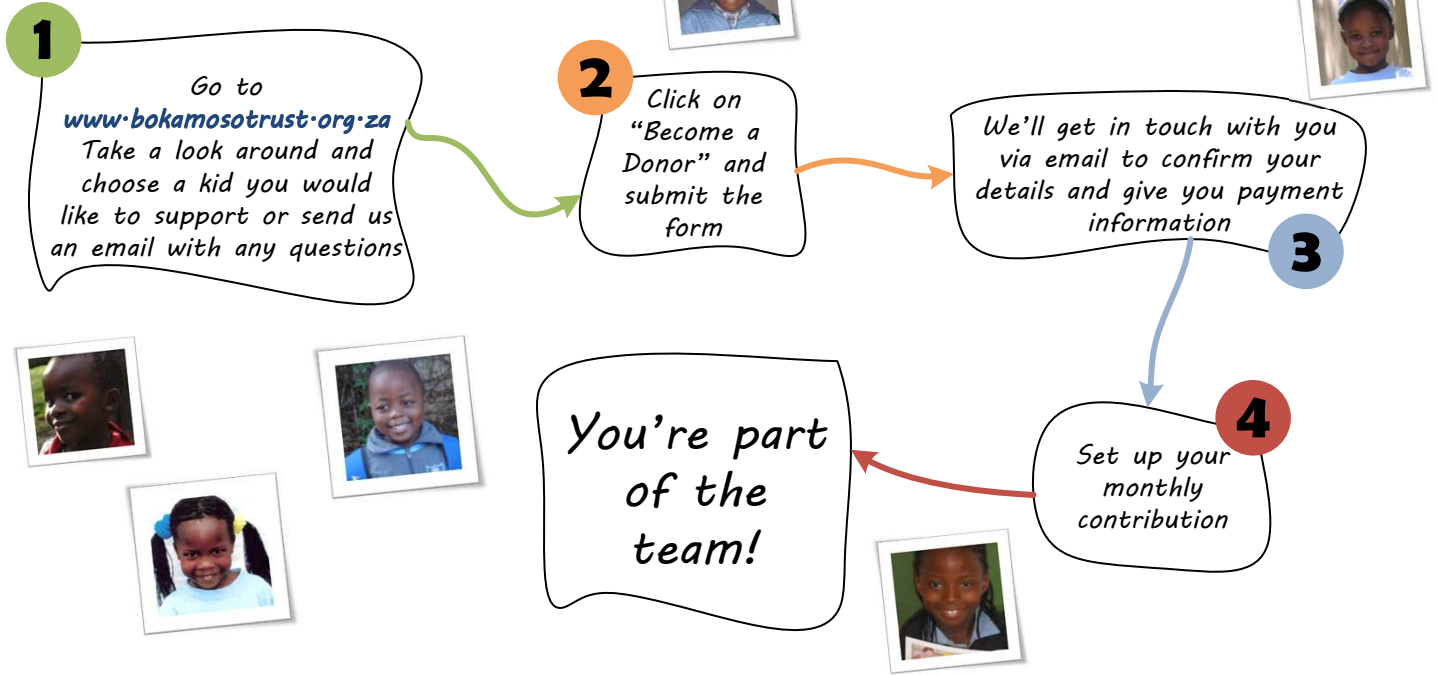 1
Go to
www.bokamosotrust.org.za
Take a look around and
choose a kid you would
like to support or send us
an email with any questions
2
Click on
“Become a
Donor” and
submit the
form
We’ll get in touch with you
via email to confirm your
details and give you payment
information
3
4
Set up your
monthly
contribution
You’re part
of the
team!